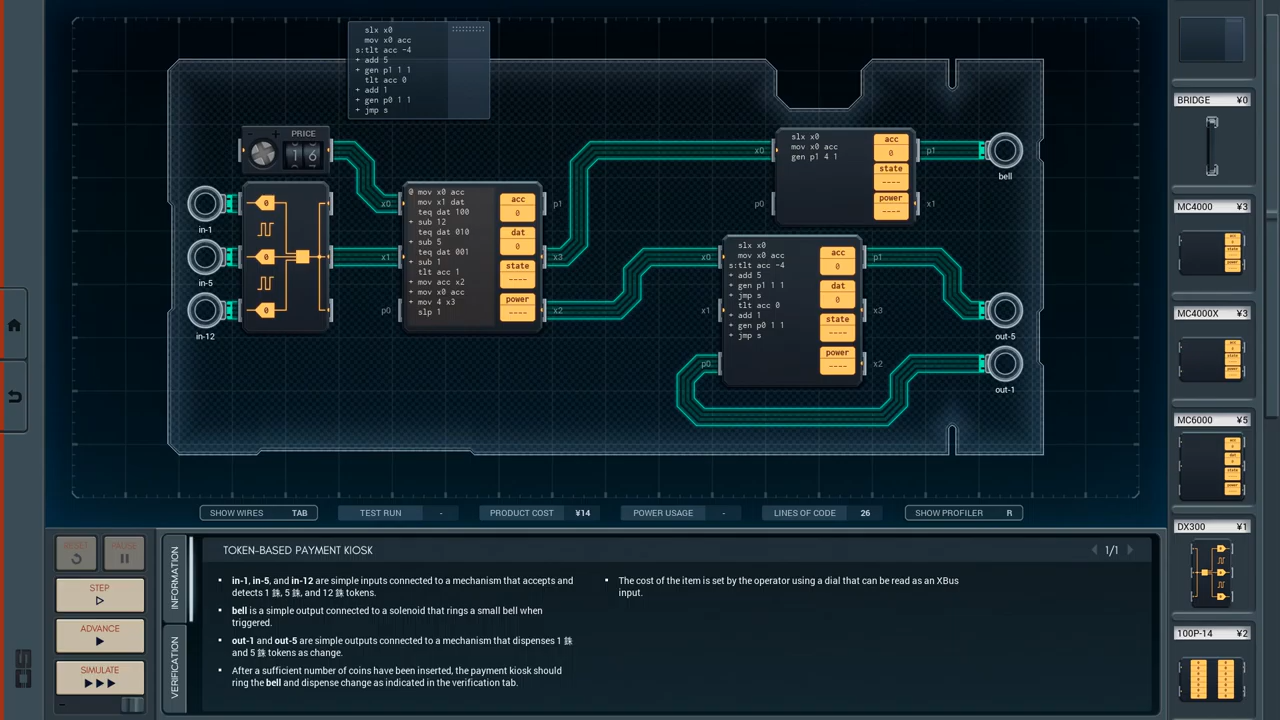 slx x0
mov x0 acc
s:tlt acc -4
+ add 5
+ gen p1 1 1
tlt acc 0
+ add 1
+ gen p0 1 1
+ jmp s
- +
PRICE
16
in-1
in-5
in-12
@ mov x0 acc
mov x1 dat
teq dat 100
+ sub 12
teq dat 010
+ sub 5
teq dat 001
+ sub 1
tlt acc 1
+ mov acc x2
+ mov x0 acc
+ mov 4 x3
slp 1
acc
0
dat
0
state
----
power
----
x0
x1
p0
p1
x3
x2
slx x0
mov x0 acc
gen p1 4 1
acc
0
state
----
power
----
x0
p0
p1
x1
bell
slx x0
mov x0 acc
s:tlt acc -4
+ add 5
+ gen p1 1 1
+ jmp s
tlt acc 0
+ add 1
+ gen p0 1 1
+ jmp s
acc
0
dat
0
state
----
power
----
x0
x1
p0
p1
x3
x2
out-5
out-1
BRIDGE ¥0
MC4000 ¥3
MC4000X ¥3
MC6000 ¥5
DX300 ¥1
100P-14 ¥2
SHOW WIRES TAB
TEST RUN -
PRODUCT COST ¥14
POWER USAGE -
LINES OF CODE 26
SHOW PROFILER R
RESET
PAUSE
STEP
ADVANCE
SIMULATE
INFORMATION
VERIFICATION
TOKEN-BASED PAYMENT KIOSK
1/1
in-1, in-5, and in-12 are simple inputs connected to a mechanism that accepts and
detects 1 銖, 5 銖, and 12 銖 tokens.
bell is a simple output connected to a solenoid that rings a small bell when
triggered.
out-1 and out-5 are simple outputs connected to a mechanism that dispenses 1 銖
and 5 銖 tokens as change.
After a sufficient number of coins have been inserted, the payment kiosk should
ring the bell and dispense change as indicated in the verification tab.
The cost of the item is set by the operator using a dial that can be read as an XBus
input.